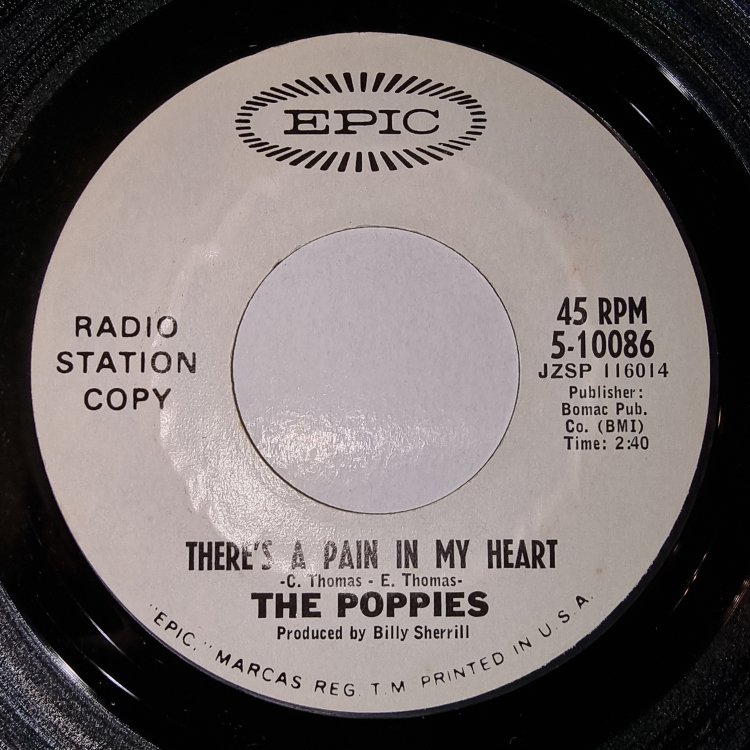 EPIC
RADIO
STATION
COPY
45 RPM
5-10086
JZSP 116014
Publisher:
Bomac Pub.
Co. (BMI)
Time: 2:40
THERE'S A PAIN IN MY HEART
-C. Thomas - E. Thomas-
THE POPPIES
Produced by Billy Sherrill
"EPIC," MARCAS REG. T.M. PRINTED IN U.S.A.